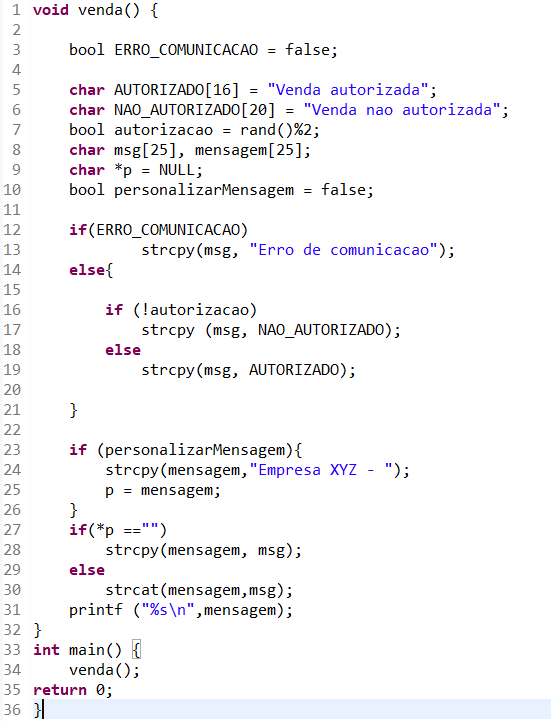 1 void venda() {
2
3     bool ERRO_COMUNICACAO = false;
4
5     char AUTORIZADO[16] = "Venda autorizada";
6     char NAO_AUTORIZADO[20] = "Venda nao autorizada";
7     bool autorizacao = rand()%2;
8     char msg[25], mensagem[25];
9     char *p = NULL;
10     bool personalizarMensagem = false;
11
12     if(ERRO_COMUNICACAO)
13             strcpy(msg, "Erro de comunicacao");
14     else{
15
16         if (!autorizacao)
17             strcpy (msg, NAO_AUTORIZADO);
18         else
19             strcpy(msg, AUTORIZADO);
20
21     }
22
23     if (personalizarMensagem){
24         strcpy(mensagem,"Empresa XYZ - ");
25         p = mensagem;
26     }
27     if(*p =="")
28         strcpy(mensagem, msg);
29     else
30         strcat(mensagem,msg);
31     printf ("%s\n",mensagem);
32 }
33 int main() {
34     venda();
35 return 0;
36 }